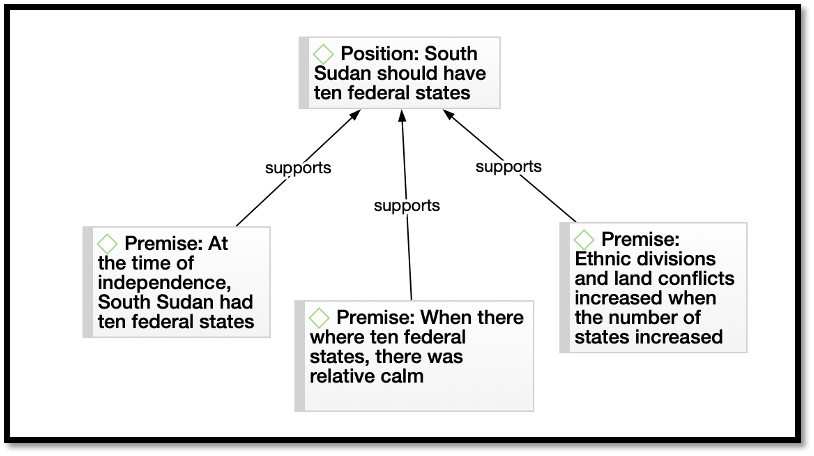 Position: South
Sudan should have
ten federal states
supports
supports
supports
Premise: At
the time of
independence,
South Sudan had
ten federal states
Premise: When there
where ten federal
states, there was
relative calm
Premise:
Ethnic divisions
and land conflicts
increased when
the number of
states increased